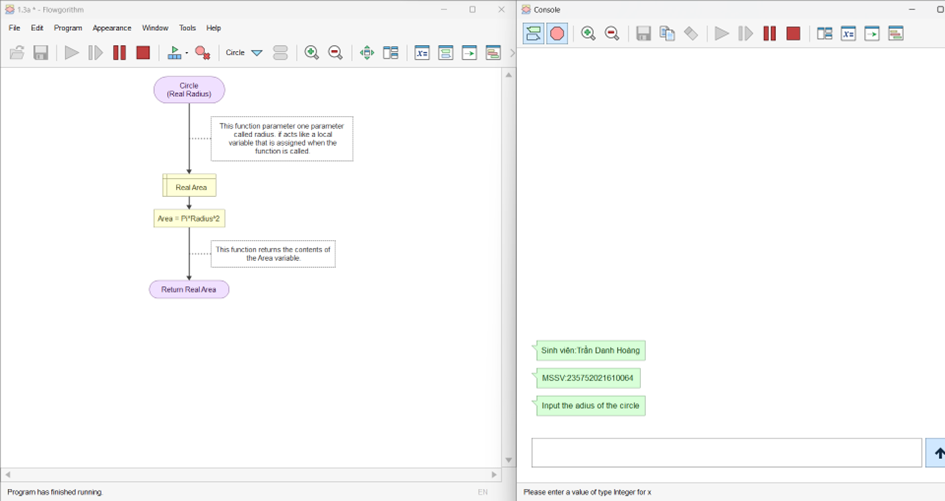 1.3a * - Flowgorithm
File Edit Program Appearance Window Tools Help
Circle
Circle
(Real Radius)
This function parameter one parameter
called radius. if acts like a local
variable that is assigned when the
function is called.
Real Area
Area = Pi*Radius^2
This function returns the contents of
the Area variable.
Return Real Area
Program has finished running.
EN
Console
Sinh viên:Trần Danh Hoàng
MSSV:235752021610064
Input the adius of the circle
Please enter a value of type Integer for x